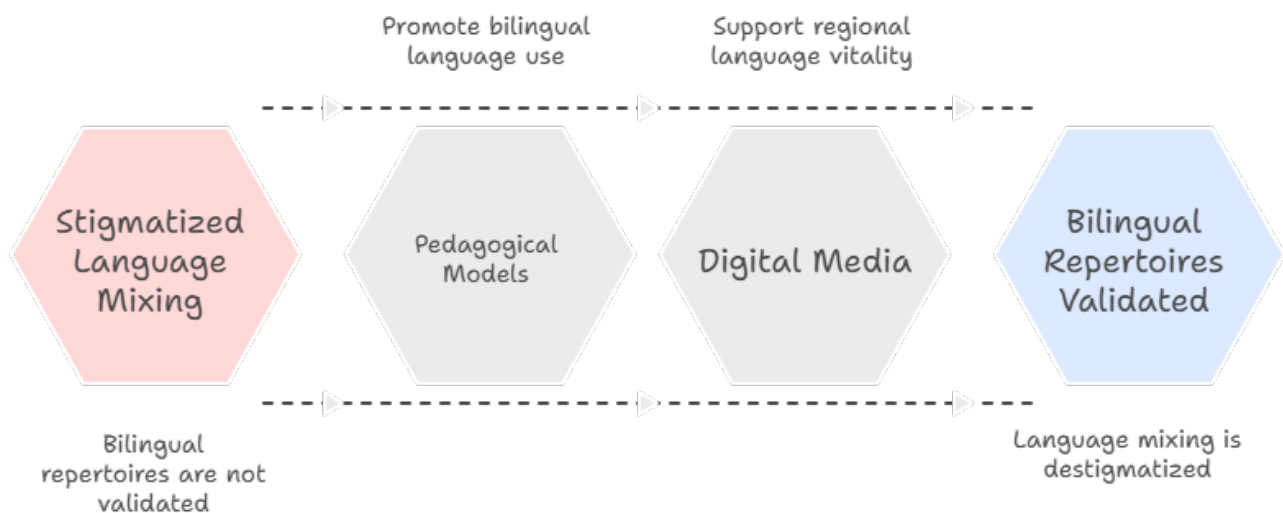 Promote bilingual
language use
Support regional
language vitality
Stigmatized
Language
Mixing
Pedagogical
Models
Digital Media
Bilingual
Repertoires
Validated
Bilingual
repertoires are not
validated
Language mixing is
destigmatized